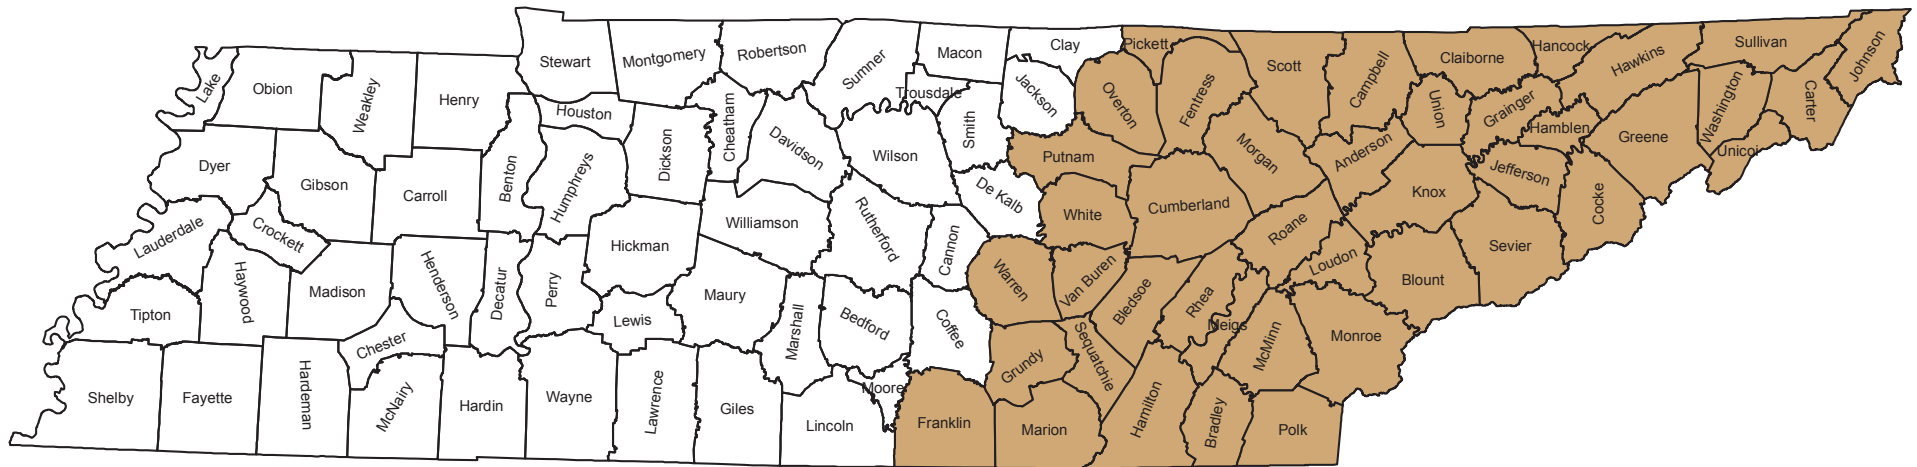 Lake
Obion
Weakley
Henry
Stewart
Montgomery
Robertson
Sumner
Macon
Clay
Pickett
Scott
Campbell
Claiborne
Hancock
Hawkins
Sullivan
Johnson
Houston
Cheatham
Trousdale
Jackson
Overton
Fentress
Union
Grainger
Washington
Carter
Dyer
Gibson
Carroll
Benton
Humphreys
Dickson
Davidson
Wilson
Smith
Putnam
Morgan
Anderson
Hamblen
Greene
Unicoi
Lauderdale
Crockett
Williamson
Rutherford
De Kalb
White
Cumberland
Knox
Jefferson
Cocke
Haywood
Madison
Henderson
Decatur
Perry
Hickman
Cannon
Warren
Van Buren
Roane
Loudon
Sevier
Blount
Tipton
Chester
Lewis
Maury
Marshall
Bedford
Coffee
Bledsoe
Rhea
Meigs
McMinn
Monroe
Shelby
Fayette
Hardeman
McNairy
Hardin
Wayne
Lawrence
Giles
Lincoln
Moore
Franklin
Grundy
Sequatchie
Marion
Hamilton
Bradley
Polk